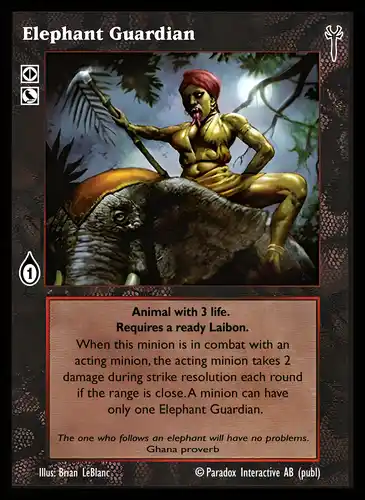 Elephant Guardian
1
Animal with 3 life.
Requires a ready Laibon.
When this minion is in combat with an
acting minion, the acting minion takes 2
damage during strike resolution each round
if the range is close. A minion can have
only one Elephant Guardian.
The one who follows an elephant will have no problems.
Ghana proverb
Illus: Brian LeBlanc
© Paradox Interactive AB (publ)